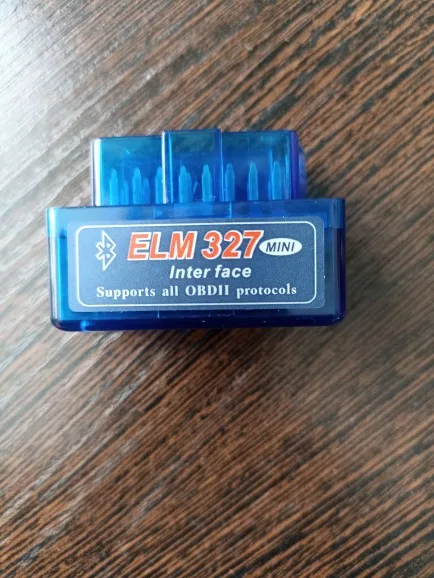 ELM 327 MINI
Inter face
Supports all OBDII protocols